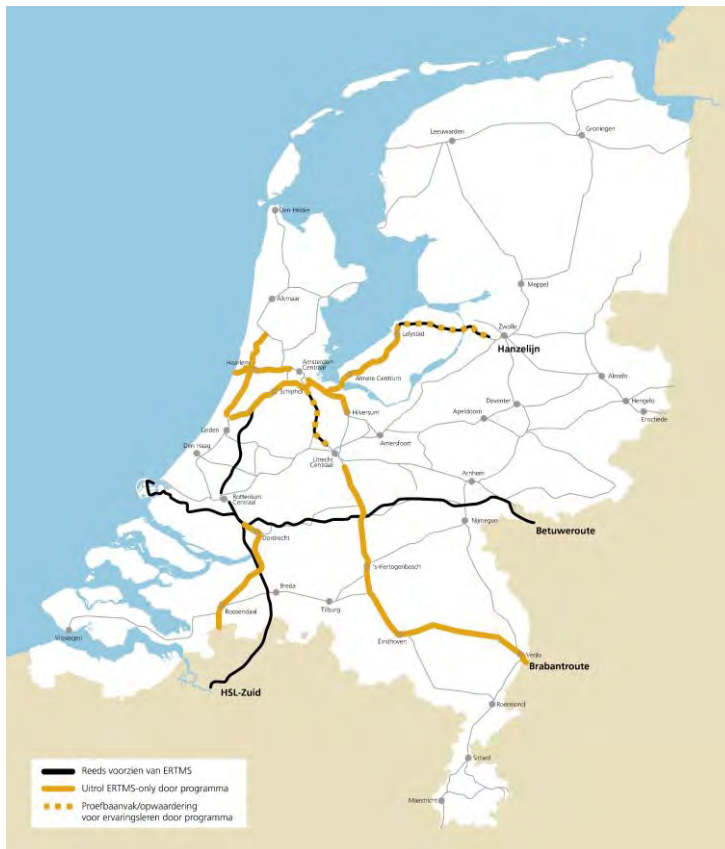 Leeuwarden
Groningen
Den Helder
Meppel
Alkmaar
Zwolle
Lelystad
Hanzelijn
Haarlem
Amsterdam
Centraal
Almere Centrum
Almelo
Schiphol
Hengelo
Deventer
Hilversum
Apeldoorn
Enschede
Leiden
Amersfoort
Den Haag
Utrecht
Centraal
Arnhem
Rotterdam
Centraal
Nijmegen
Betuweroute
Dordrecht
's-Hertogenbosch
Breda
Roosendaal
Tilburg
Vlissingen
Eindhoven
Venlo
Brabantroute
HSL-Zuid
Roermond
Sittard
Maastricht
Reeds voorzien van ERTMS
Uitrol ERTMS-only door programma
Proefbaanvak/opwaardering
voor ervaringsleren door programma